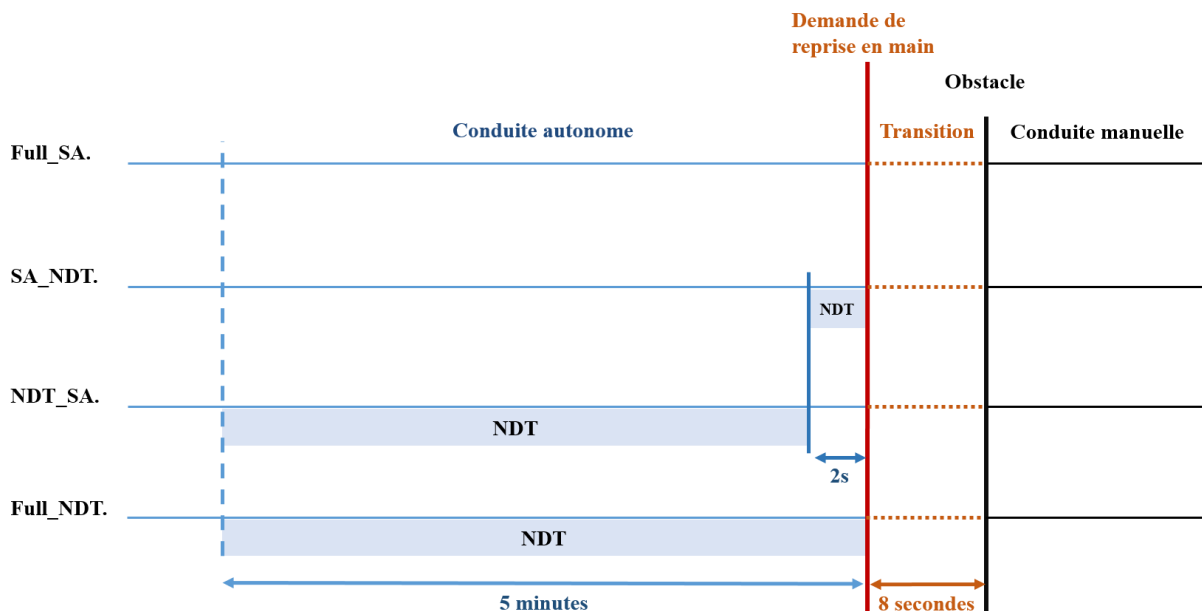 Demande de
reprise en main
Obstacle
Conduite autonome
Transition
Conduite manuelle
Full_SA.
SA_NDT.
NDT
NDT_SA.
NDT
2s
Full_NDT.
NDT
5 minutes
8 secondes